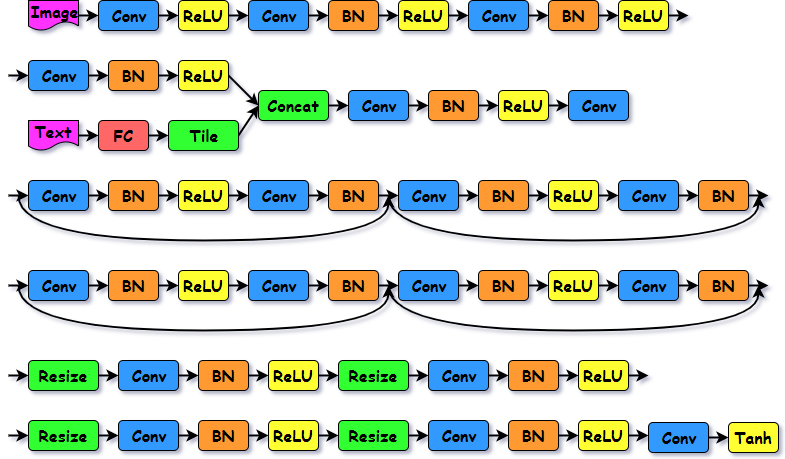 Image Conv ReLU Conv BN ReLU Conv BN ReLU
Conv BN ReLU
Concat Conv BN ReLU Conv
Text FC Tile
Conv BN ReLU Conv BN Conv BN ReLU Conv BN
Conv BN ReLU Conv BN Conv BN ReLU Conv BN
Resize Conv BN ReLU Resize Conv BN ReLU
Resize Conv BN ReLU Resize Conv BN ReLU Conv Tanh